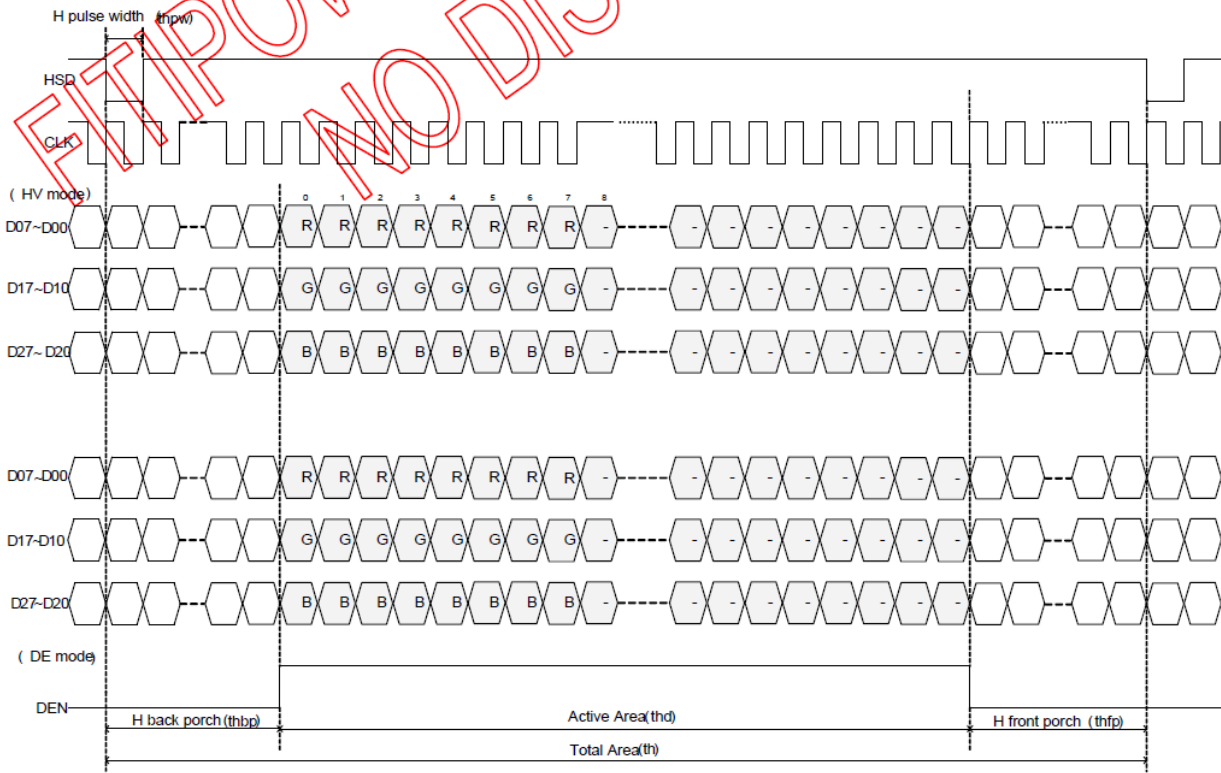 H pulse width (thpw)
FITIPOW
NO DIS
HSD
CLK
( HV mode)
0 1 2 3 4 5 6 7 8
D07~D00 R R R R R R R R - - - - - - - - -
D17~D10 G G G G G G G G - - - - - - - - -
D27~D20 B B B B B B B B - - - - - - - - -
D07~D00 R R R R R R R R - - - - - - - - -
D17~D10 G G G G G G G G - - - - - - - - -
D27~D20 B B B B B B B B - - - - - - - - -
( DE mode)
DEN
H back porch (thbp) Active Area(thd) H front porch (thfp)
Total Area(th)